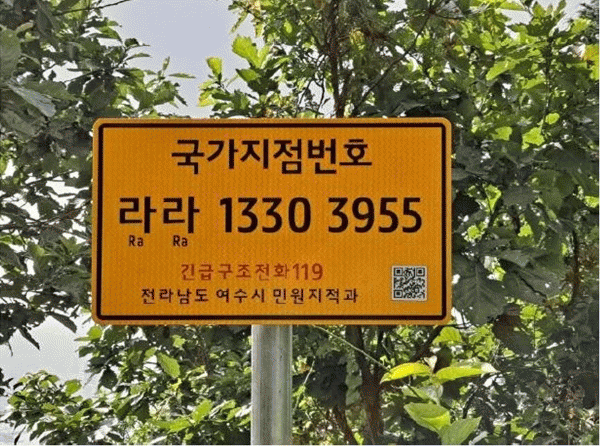 국가지점번호
라라 1330 3955
Ra Ra
긴급구조전화119
전라남도 여수시 민원지적과